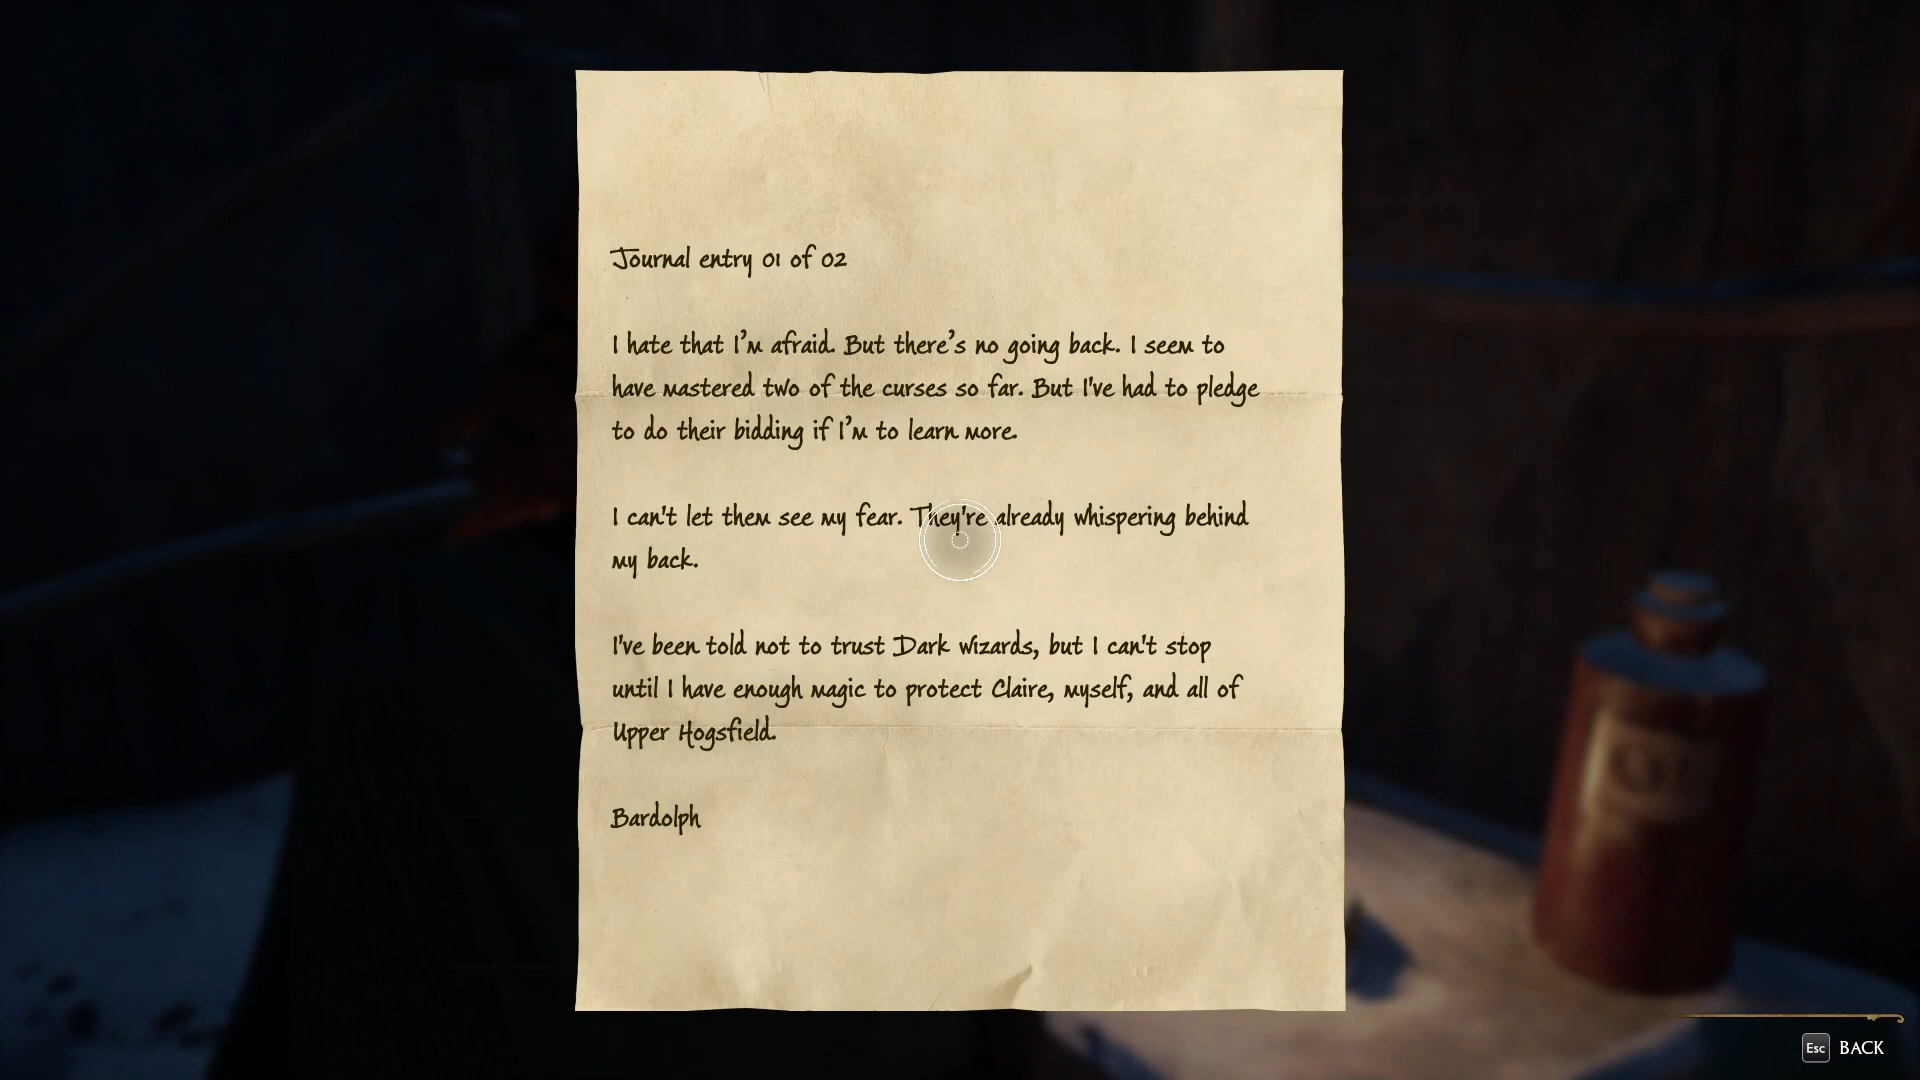 Journal entry 01 of 02
I hate that I'm afraid. But there's no going back. I seem to
have mastered two of the curses so far. But I've had to pledge
to do their bidding if I'm to learn more.
I can't let them see my fear. They're already whispering behind
my back.
I've been told not to trust Dark wizards, but I can't stop
until I have enough magic to protect Claire, myself, and all of
Upper Hogsfield.
Bardolph
Esc BACK